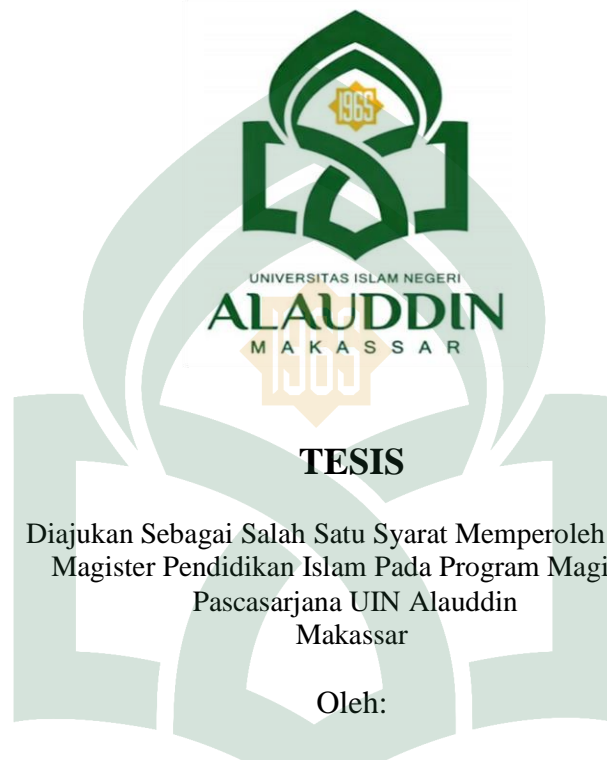 1965
UNIVERSITAS ISLAM NEGERI
ALAUDDIN
MAKASSAR
1965
TESIS
Diajukan Sebagai Salah Satu Syarat Memperoleh
Magister Pendidikan Islam Pada Program Magi
Pascasarjana UIN Alauddin
Makassar
Oleh: